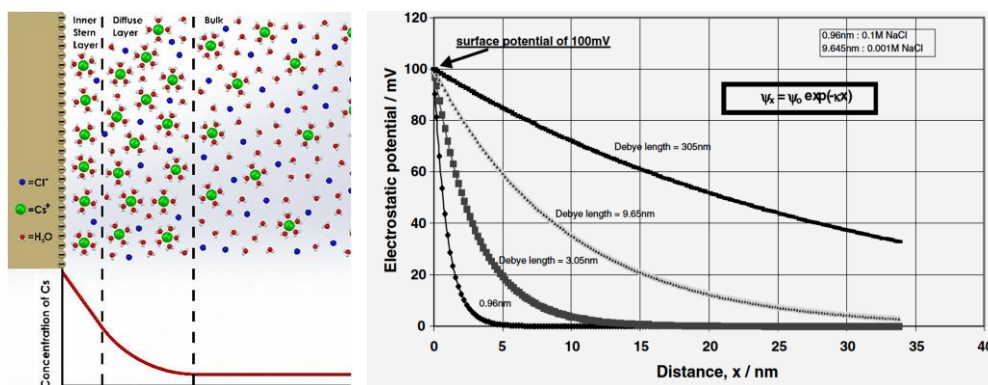 Inner
Stern
Layer
Diffuse
Layer
Bulk
=Cl⁻
=Cs⁺
=H₂O
Concentration of Cs
surface potential of 100mV
0.96nm : 0.1M NaCl
9.645nm : 0.001M NaCl
ψₓ = ψ₀ exp(-κx)
Debye length = 305nm
Debye length = 9.65nm
Debye length = 3.05nm
0.96nm
Electrostatic potential / mV
120
100
80
60
40
20
0
0 5 10 15 20 25 30 35 40
Distance, x / nm